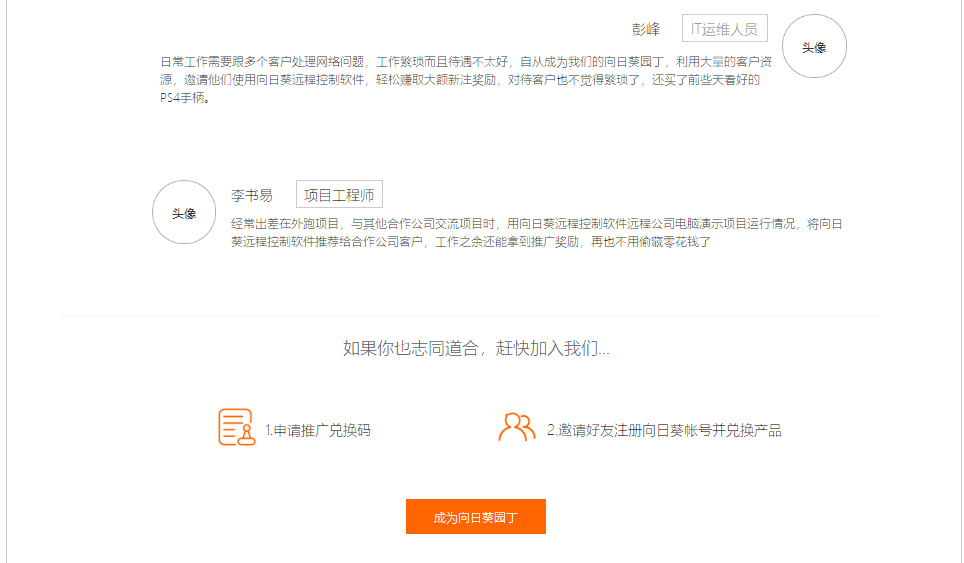 彭峰 IT运维人员 头像
日常工作需要跟多个客户处理网络问题，工作繁琐而且待遇不太好，自从成为我们的向日葵园丁，利用大量的客户资
源，邀请他们使用向日葵远程控制软件，轻松赚取大额新注奖励，对待客户也不觉得繁琐了，还买了前些天看好的
PS4手柄。
头像 李书易 项目工程师
经常出差在外跑项目，与其他合作公司交流项目时，用向日葵远程控制软件远程公司电脑演示项目运行情况，将向日
葵远程控制软件推荐给合作公司客户，工作之余还能拿到推广奖励，再也不用偷藏零花钱了
如果你也志同道合，赶快加入我们...
1.申请推广兑换码
2.邀请好友注册向日葵帐号并兑换产品
成为向日葵园丁